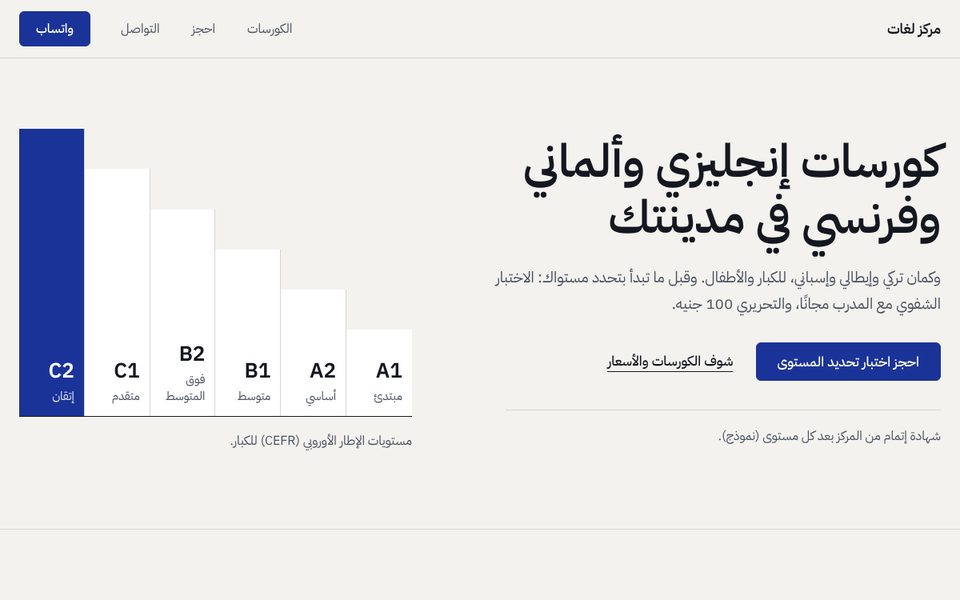 مركز لغات
الكورسات
احجز
التواصل
واتساب
كورسات إنجليزي وألماني
وفرنسي في مدينتك
وكمان تركي وإيطالي وإسباني، للكبار والأطفال. وقبل ما تبدأ بتحدد مستواك: الاختبار
الشفوي مع المدرب مجانًا، والتحريري 100 جنيه.
احجز اختبار تحديد المستوى
شوف الكورسات والأسعار
شهادة إتمام من المركز بعد كل مستوى (نموذج).
A1
مبتدئ
A2
أساسي
B1
متوسط
B2
فوق
المتوسط
C1
متقدم
C2
إتقان
مستويات الإطار الأوروبي (CEFR) للكبار.